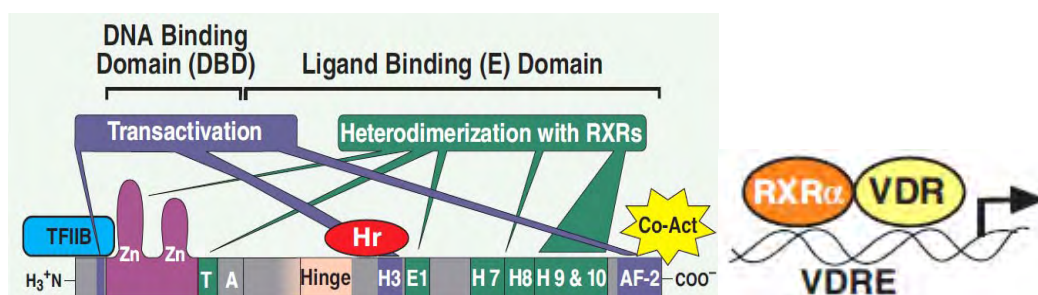 DNA Binding
Domain (DBD)
Ligand Binding (E) Domain
Transactivation
Heterodimerization with RXRs
TFIIB
Zn
Zn
Hr
Co-Act
H₃⁺N
T
A
Hinge
H3
E1
H 7
H8
H 9 & 10
AF-2
COO⁻
RXRα
VDR
VDRE